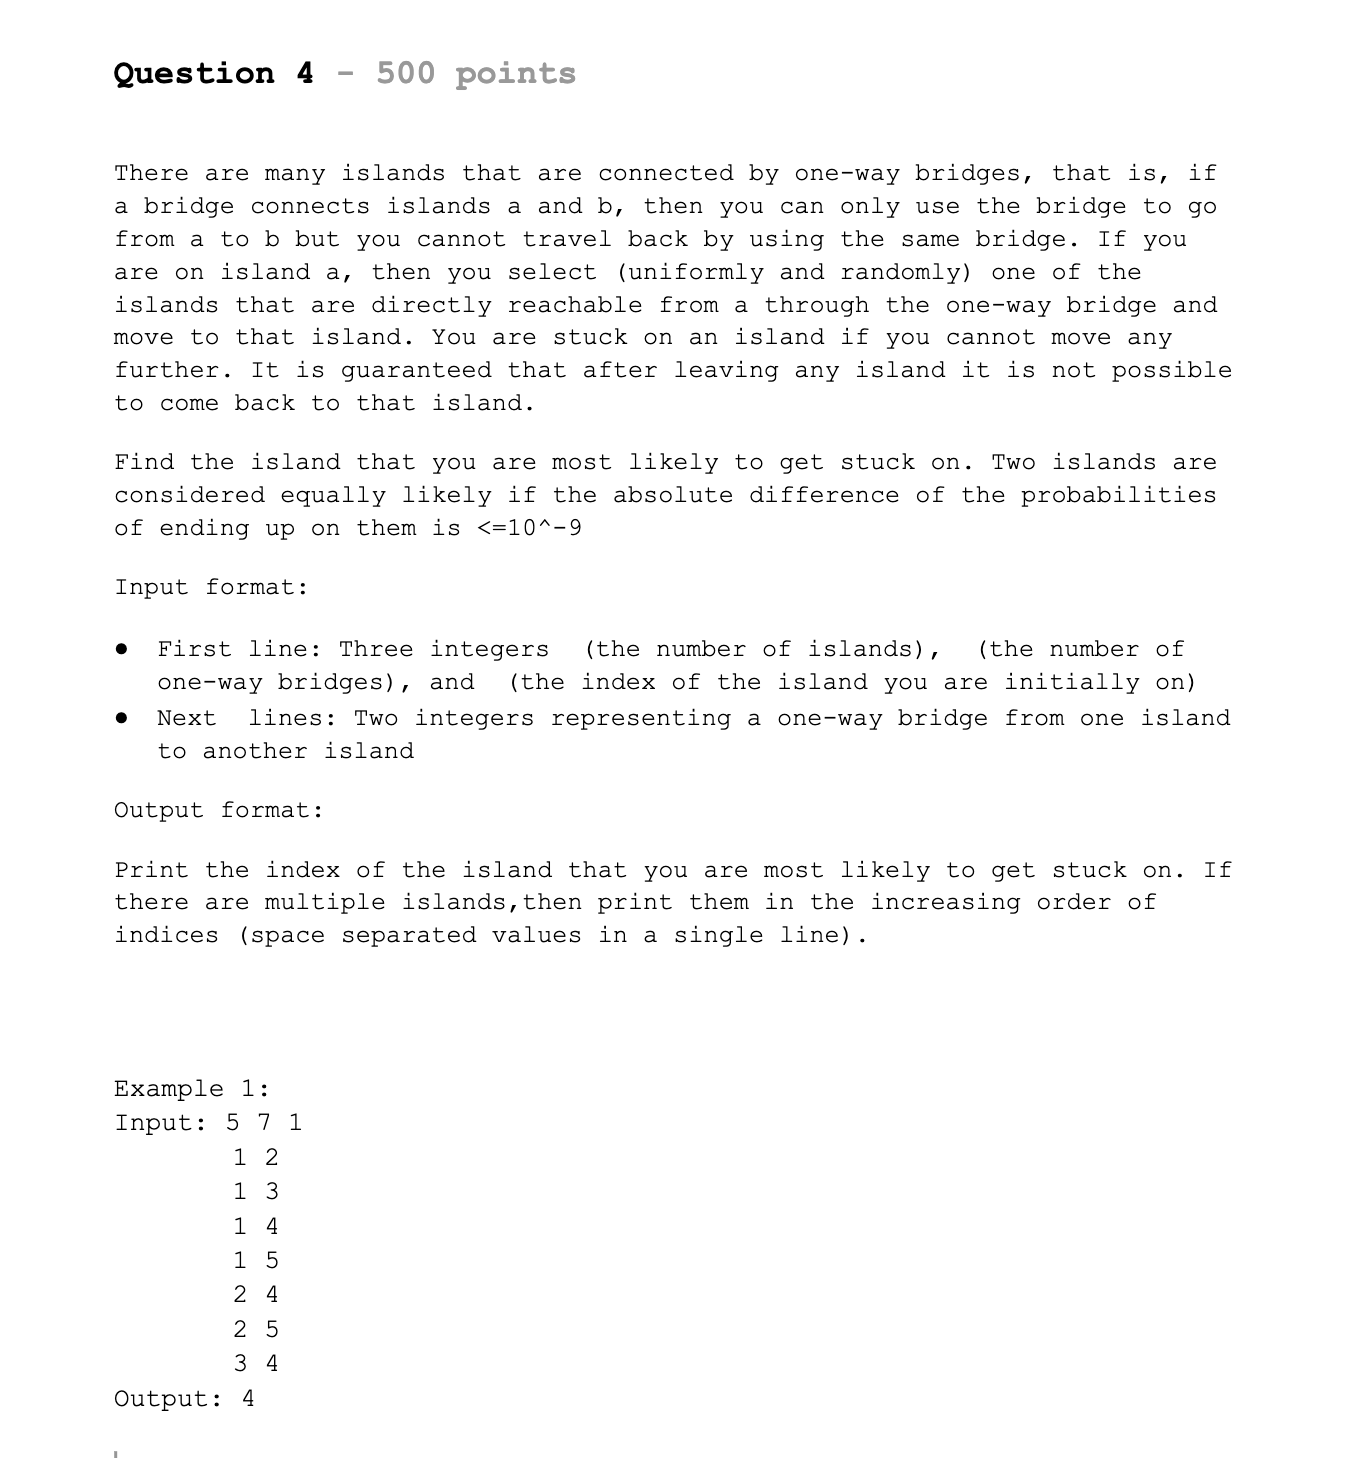 Question 4 - 500 points
There are many islands that are connected by one-way bridges, that is, if
a bridge connects islands a and b, then you can only use the bridge to go
from a to b but you cannot travel back by using the same bridge. If you
are on island a, then you select (uniformly and randomly) one of the
islands that are directly reachable from a through the one-way bridge and
move to that island. You are stuck on an island if you cannot move any
further. It is guaranteed that after leaving any island it is not possible
to come back to that island.
Find the island that you are most likely to get stuck on. Two islands are
considered equally likely if the absolute difference of the probabilities
of ending up on them is <=10^-9
Input format:
● First line: Three integers  (the number of islands),  (the number of
one-way bridges), and  (the index of the island you are initially on)
● Next  lines: Two integers representing a one-way bridge from one island
to another island
Output format:
Print the index of the island that you are most likely to get stuck on. If
there are multiple islands,then print them in the increasing order of
indices (space separated values in a single line).
Example 1:
Input: 5 7 1
1 2
1 3
1 4
1 5
2 4
2 5
3 4
Output: 4